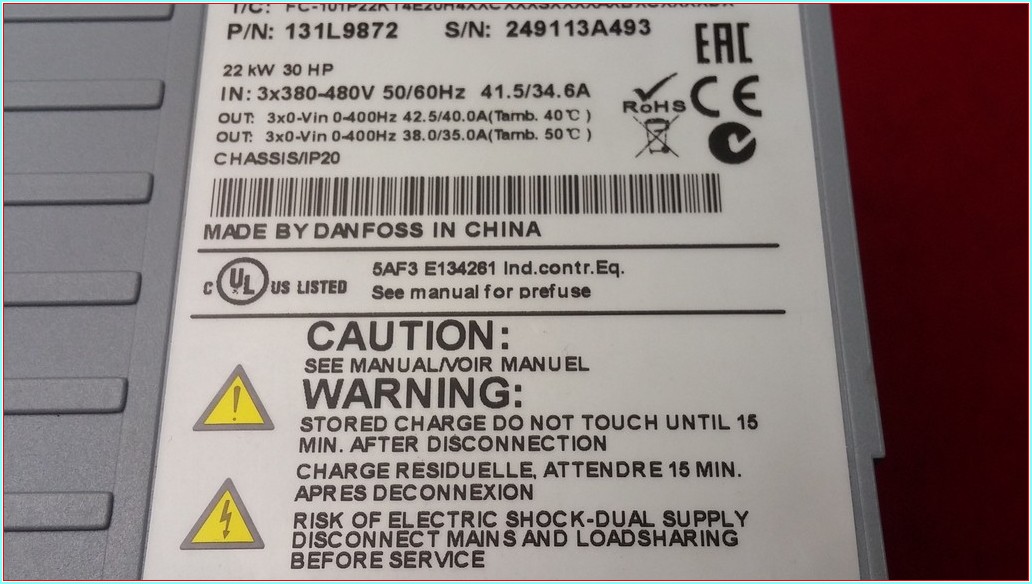 P/N: 131L9872 S/N: 249113A493
EAC
22 kW 30 HP
IN: 3x380-480V 50/60Hz 41.5/34.6A
RoHS CE
OUT: 3x0-Vin 0-400Hz 42.5/40.0A(Tamb. 40℃ )
OUT: 3x0-Vin 0-400Hz 38.0/35.0A(Tamb. 50℃ )
CHASSIS/IP20
MADE BY DANFOSS IN CHINA
C UL US LISTED
5AF3 E134261 Ind.contr.Eq.
See manual for prefuse
CAUTION:
SEE MANUAL/VOIR MANUEL
WARNING:
STORED CHARGE DO NOT TOUCH UNTIL 15
MIN. AFTER DISCONNECTION
CHARGE RESIDUELLE, ATTENDRE 15 MIN.
APRES DECONNEXION
RISK OF ELECTRIC SHOCK-DUAL SUPPLY
DISCONNECT MAINS AND LOADSHARING
BEFORE SERVICE